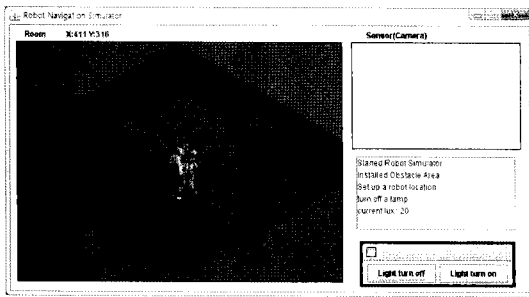 Robot Navigation Simulator
Room X:411 Y:316
Sensor(Camera)
Started Robot Simurator
Installed Obstacle Area
Set up a robot location
turn off a lamp
current lux : 20
Light turn off
Light turn on